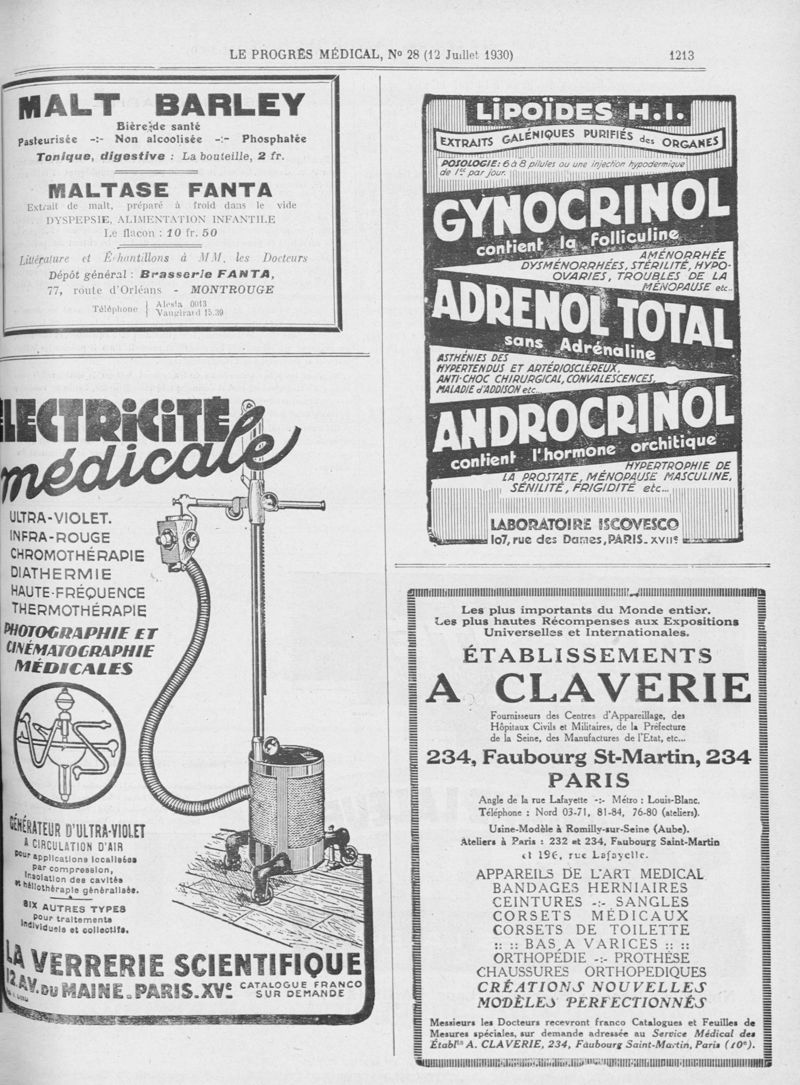 LE PROGRÈS MÉDICAL, Nº 28 (12 Juillet 1930)
1213
MALT BARLEY
Bière de santé
Pasteurisée -:- Non alcoolisée -:- Phosphatée
Tonique, digestive : La bouteille, 2 fr.
MALTASE FANTA
Extrait de malt, préparé à froid dans le vide
DYSPEPSIE, ALIMENTATION INFANTILE
Le flacon : 10 fr. 50
Littérature et Échantillons à MM. les Docteurs
Dépôt général : Brasserie FANTA,
77, route d'Orléans - MONTROUGE
Téléphone { Alesia 0013
Vaugirard 15.39
ÉLECTRICITÉ
médicale
ULTRA-VIOLET.
INFRA-ROUGE
CHROMOTHÉRAPIE
DIATHERMIE
HAUTE-FRÉQUENCE
THERMOTHÉRAPIE
PHOTOGRAPHIE ET
CINÉMATOGRAPHIE
MÉDICALES
GÉNÉRATEUR D'ULTRA-VIOLET
A CIRCULATION D'AIR
pour applications localisées
par compression,
insolation des cavités
et héliothérapie généralisée.
SIX AUTRES TYPES
pour traitements
individuels et collectifs.
LA VERRERIE SCIENTIFIQUE
12, AV. DU MAINE_PARIS_XVe
CATALOGUE FRANCO
SUR DEMANDE
LIPOÏDES H.I.
EXTRAITS GALÉNIQUES PURIFIÉS des ORGANES
POSOLOGIE: 6 à 8 pilules ou une injection hypodermique
de 1cc par jour.
GYNOCRINOL
contient la folliculine
AMÉNORRHÉE
DYSMÉNORRHÉES, STÉRILITÉ, HYPO-
OVARIES, TROUBLES DE LA
MÉNOPAUSE etc..
ADRENOL TOTAL
sans Adrénaline
ASTHÉNIES DES
HYPERTENDUS ET ARTÉRIOSCLÉREUX,
ANTI-CHOC CHIRURGICAL, CONVALESCENCES,
MALADIE d'ADDISON etc...
ANDROCRINOL
contient l'hormone orchitique
HYPERTROPHIE DE
LA PROSTATE, MÉNOPAUSE MASCULINE,
SÉNILITÉ, FRIGIDITÉ etc...
LABORATOIRE ISCOVESCO
107, rue des Dames, PARIS_XVIIe
Les plus importants du Monde entier.
Les plus hautes Récompenses aux Expositions
Universelles et Internationales.
ÉTABLISSEMENTS
A CLAVERIE
Fournisseurs des Centres d'Appareillage, des
Hôpitaux Civils et Militaires, de la Préfecture
de la Seine, des Manufactures de l'Etat, etc...
234, Faubourg St-Martin, 234
PARIS
Angle de la rue Lafayette -:- Métro : Louis-Blanc.
Téléphone : Nord 03-71, 81-84, 76-80 (ateliers).
Usine-Modèle à Romilly-sur-Seine (Aube).
Ateliers à Paris : 232 et 234, Faubourg Saint-Martin
et 196, rue Lafayette.
APPAREILS DE L'ART MEDICAL
BANDAGES HERNIAIRES
CEINTURES -:- SANGLES
CORSETS MÉDICAUX
CORSETS DE TOILETTE
:: :: BAS A VARICES :: ::
ORTHOPÉDIE -:- PROTHÈSE
CHAUSSURES ORTHOPEDIQUES
CRÉATIONS NOUVELLES
MODÈLES PERFECTIONNÉS
Messieurs les Docteurs recevront franco Catalogues et Feuilles de
Mesures spéciales, sur demande adressée au Service Médical des
Établts A. CLAVERIE, 234, Faubourg Saint-Martin, Paris (10e).